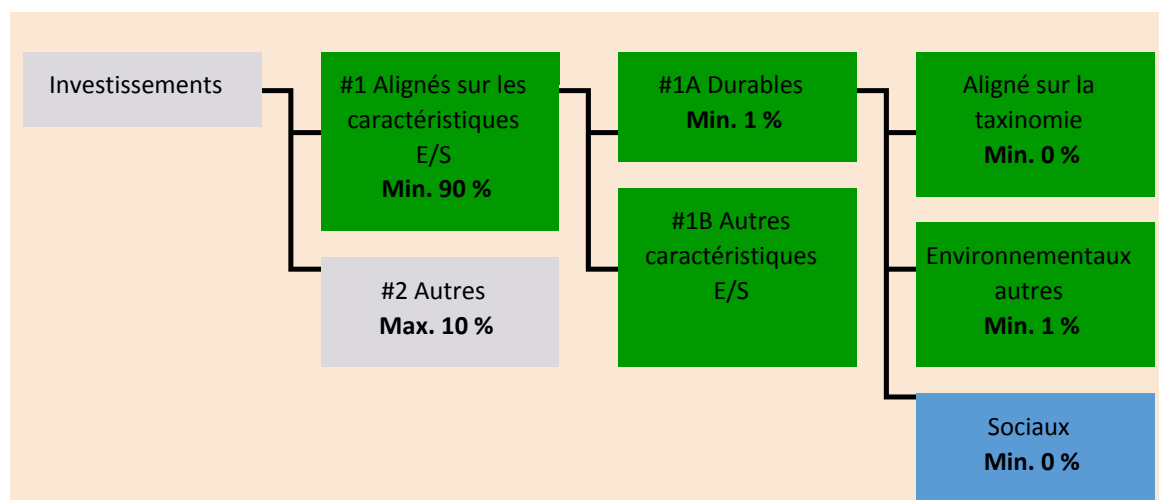 Investissements
#1 Alignés sur les
caractéristiques
E/S
Min. 90 %
#2 Autres
Max. 10 %
#1A Durables
Min. 1 %
#1B Autres
caractéristiques
E/S
Aligné sur la
taxinomie
Min. 0 %
Environnementaux
autres
Min. 1 %
Sociaux
Min. 0 %